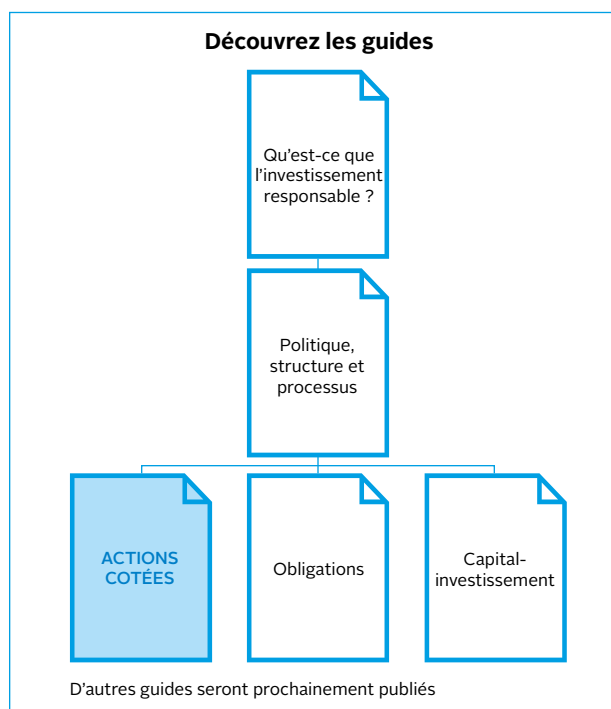 Découvrez les guides
Qu'est-ce que
l'investissement
responsable ?
Politique,
structure et
processus
ACTIONS
COTÉES
Obligations
Capital-
investissement
D'autres guides seront prochainement publiés